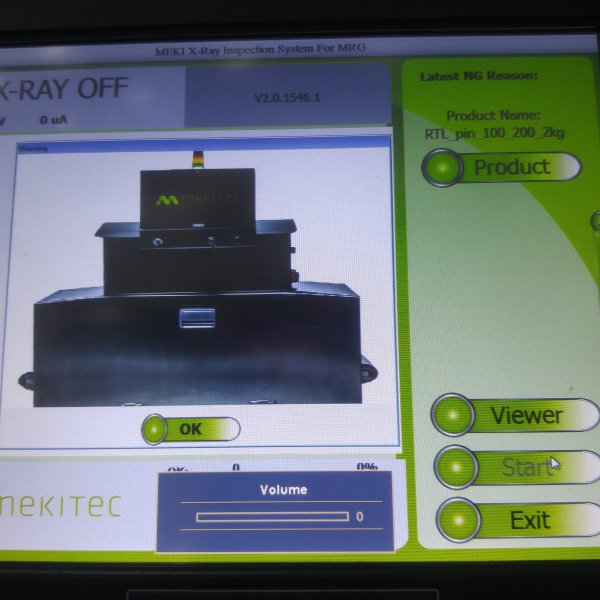 MEKI X-Ray Inspection System For MRG
X-RAY OFF
V 0 uA
V2.0.1546.1
Latest NG Reason:
Product Name:
RTL_pin_100_200_2kg
Product
Warning
MEKITEC
OK
Viewer
Start
Exit
OK: 0 0%
mekitec
Volume
0